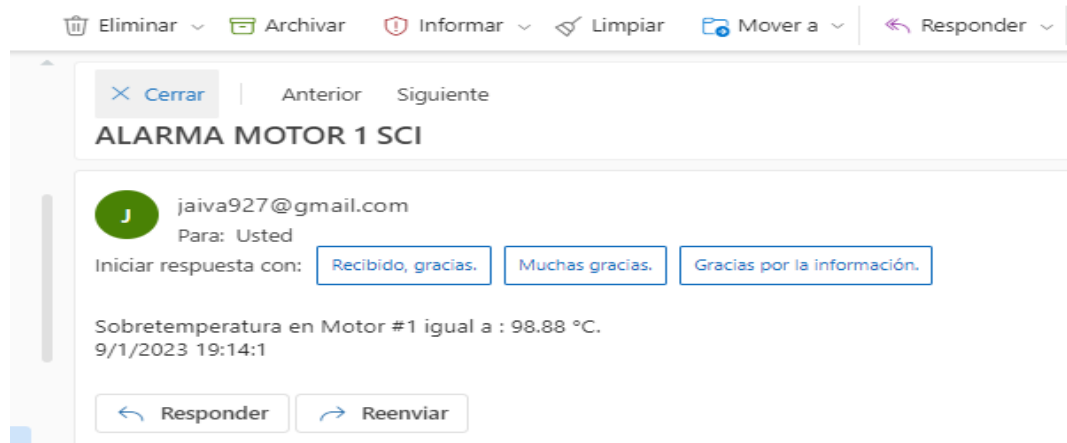 Eliminar Archivar Informar Limpiar Mover a Responder
Cerrar Anterior Siguiente
ALARMA MOTOR 1 SCI
J jaiva927@gmail.com
Para: Usted
Iniciar respuesta con: Recibido, gracias. Muchas gracias. Gracias por la información.
Sobretemperatura en Motor #1 igual a : 98.88 °C.
9/1/2023 19:14:1
Responder Reenviar